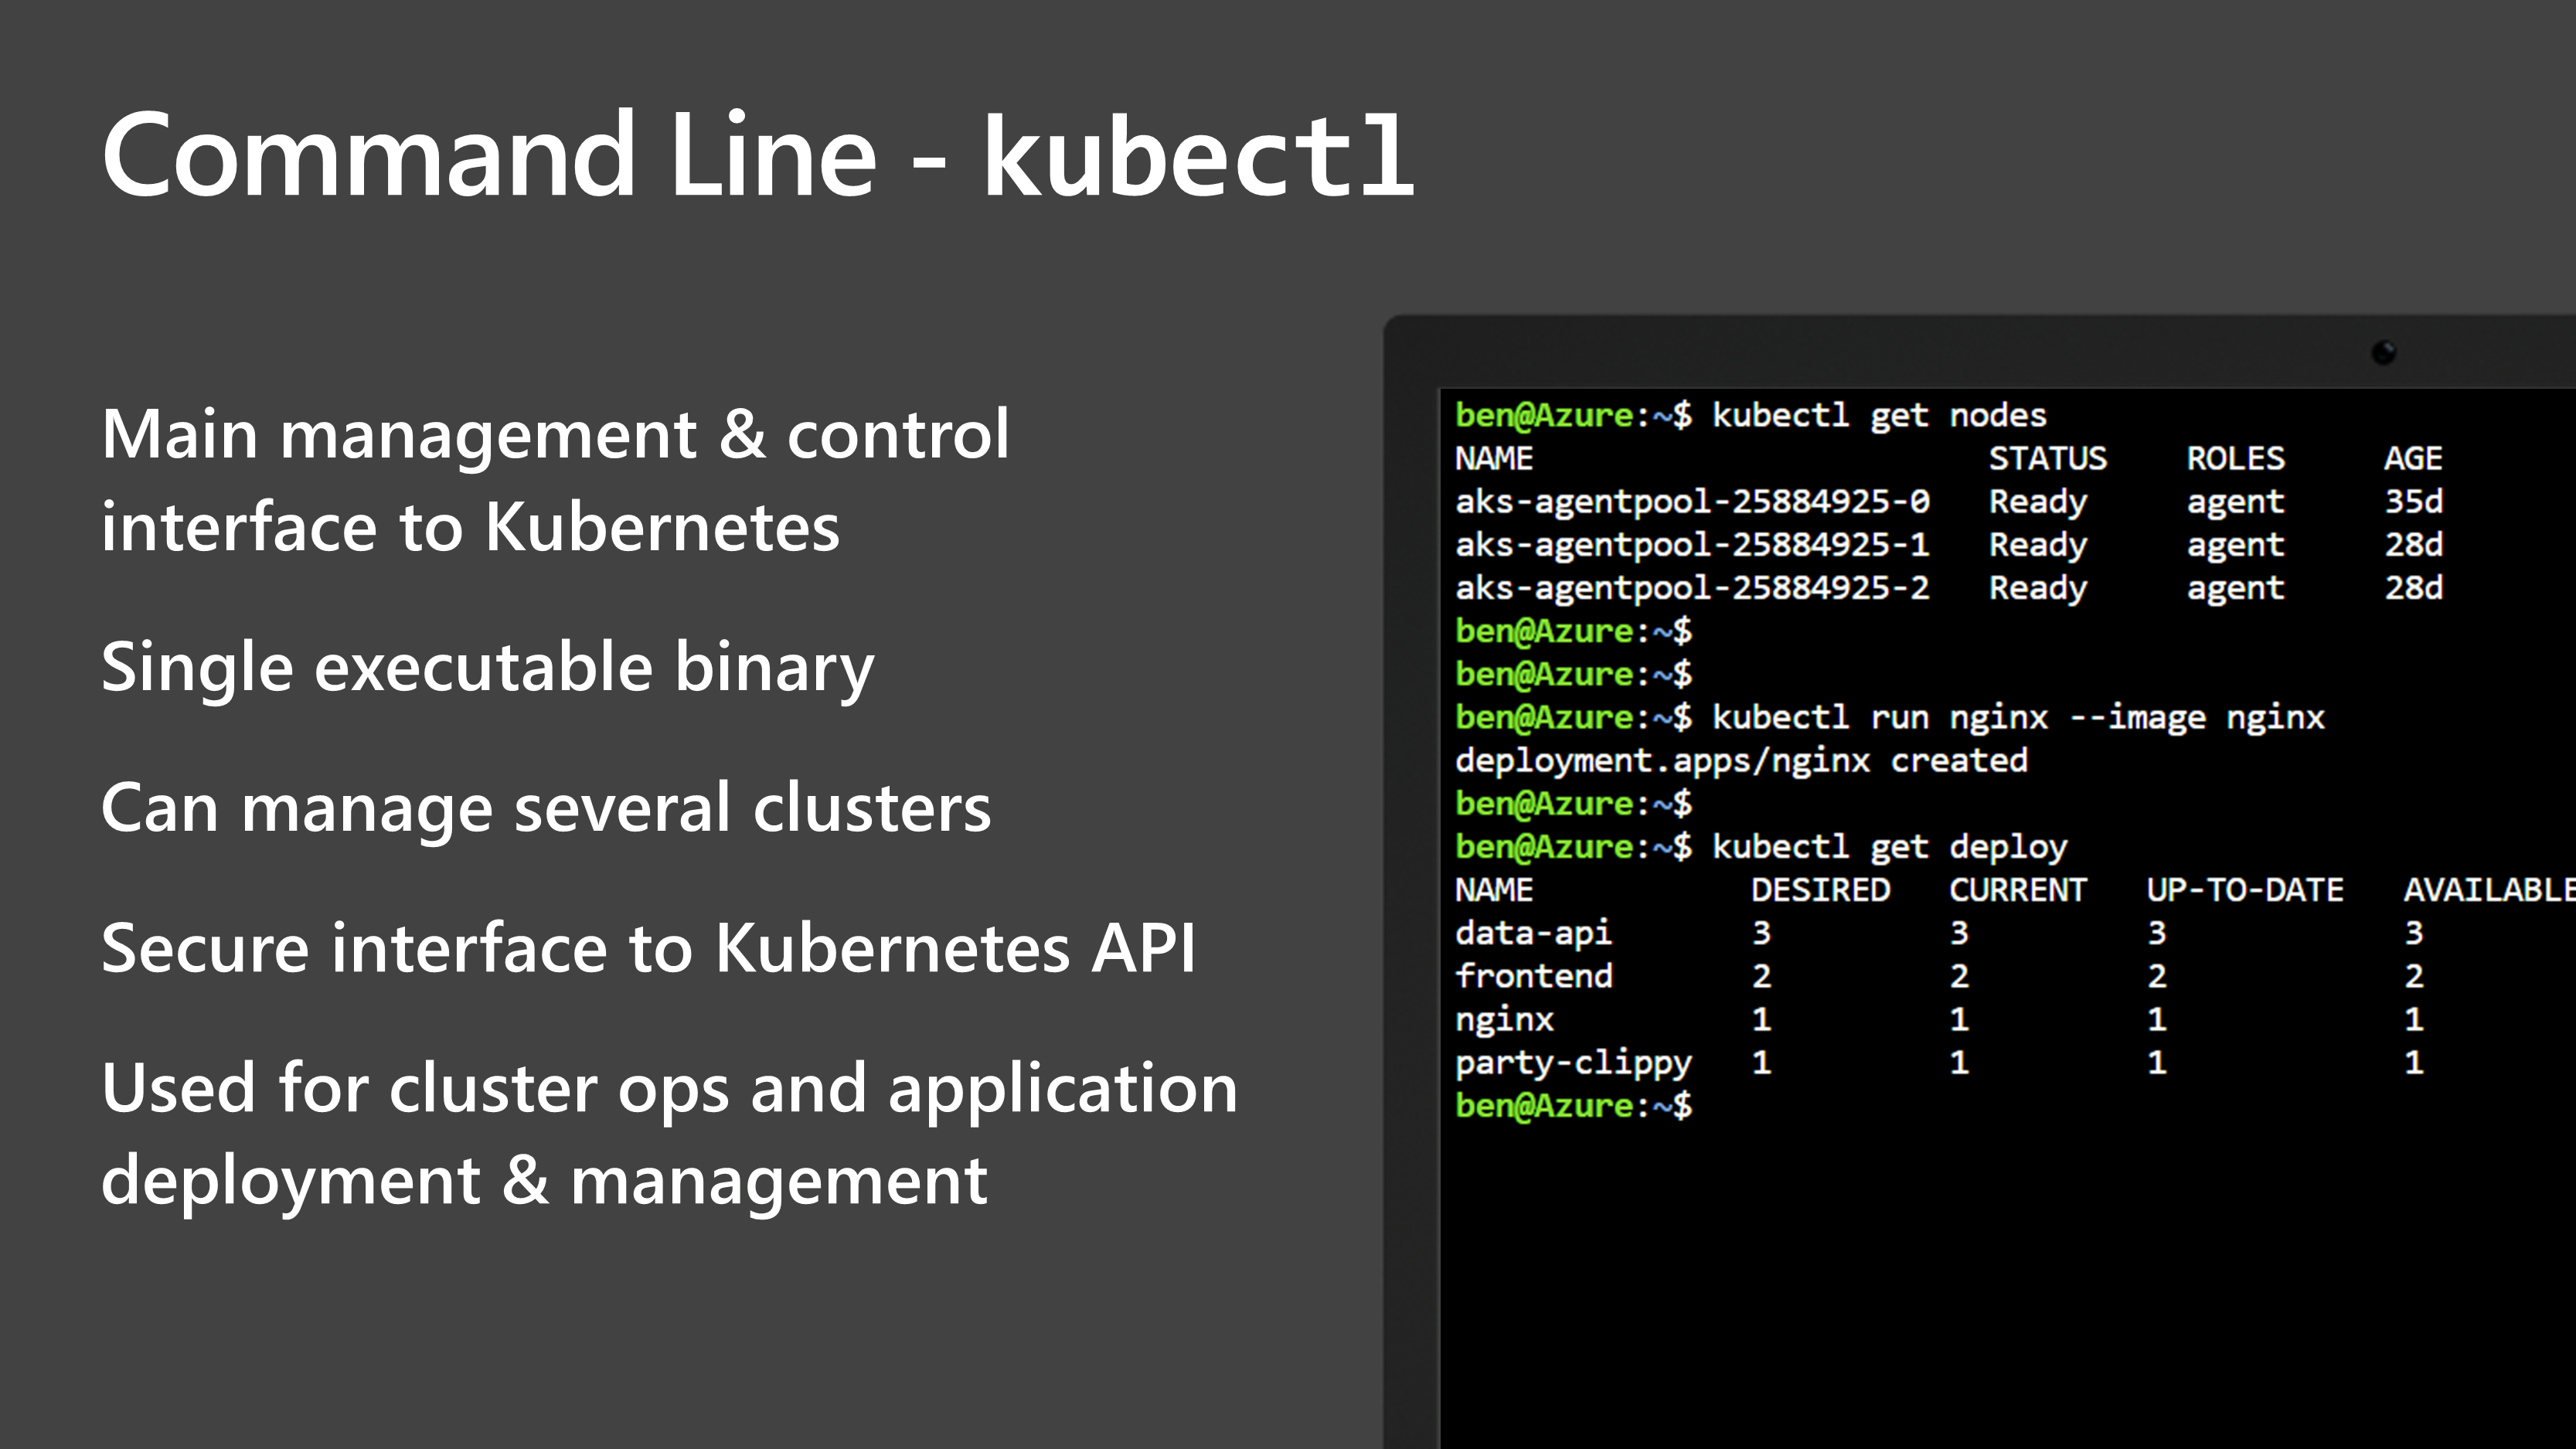 Command Line - kubectl
Main management & control
interface to Kubernetes
Single executable binary
Can manage several clusters
Secure interface to Kubernetes API
Used for cluster ops and application
deployment & management
ben@Azure:~$ kubectl get nodes
NAME STATUS ROLES AGE
aks-agentpool-25884925-0 Ready agent 35d
aks-agentpool-25884925-1 Ready agent 28d
aks-agentpool-25884925-2 Ready agent 28d
ben@Azure:~$
ben@Azure:~$
ben@Azure:~$ kubectl run nginx --image nginx
deployment.apps/nginx created
ben@Azure:~$
ben@Azure:~$ kubectl get deploy
NAME DESIRED CURRENT UP-TO-DATE AVAILABLE
data-api 3 3 3 3
frontend 2 2 2 2
nginx 1 1 1 1
party-clippy 1 1 1 1
ben@Azure:~$